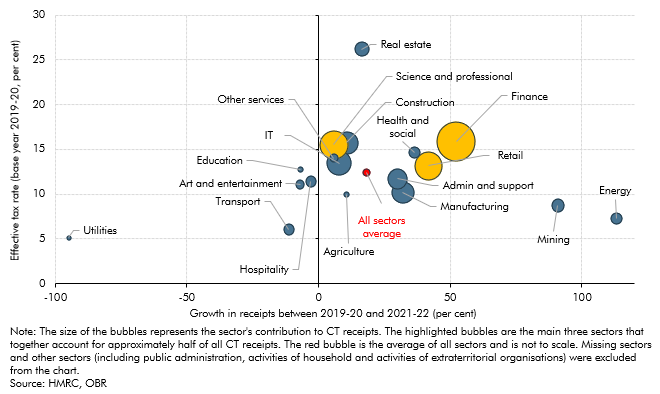 30
25
20
15
10
5
0
-100
-50
0
50
100
Effective tax rate (base year 2019-20, per cent)
Growth in receipts between 2019-20 and 2021-22 (per cent)
Real estate
Science and professional
Other services
Construction
Finance
Health and
social
IT
Retail
Education
Art and entertainment
Admin and support
Energy
Transport
Manufacturing
All sectors
average
Utilities
Mining
Agriculture
Hospitality
Note: The size of the bubbles represents the sector's contribution to CT receipts. The highlighted bubbles are the main three sectors that
together account for approximately half of all CT receipts. The red bubble is the average of all sectors and is not to scale. Missing sectors
and other sectors (including public administration, activities of household and activities of extraterritorial organisations) were excluded
from the chart.
Source: HMRC, OBR